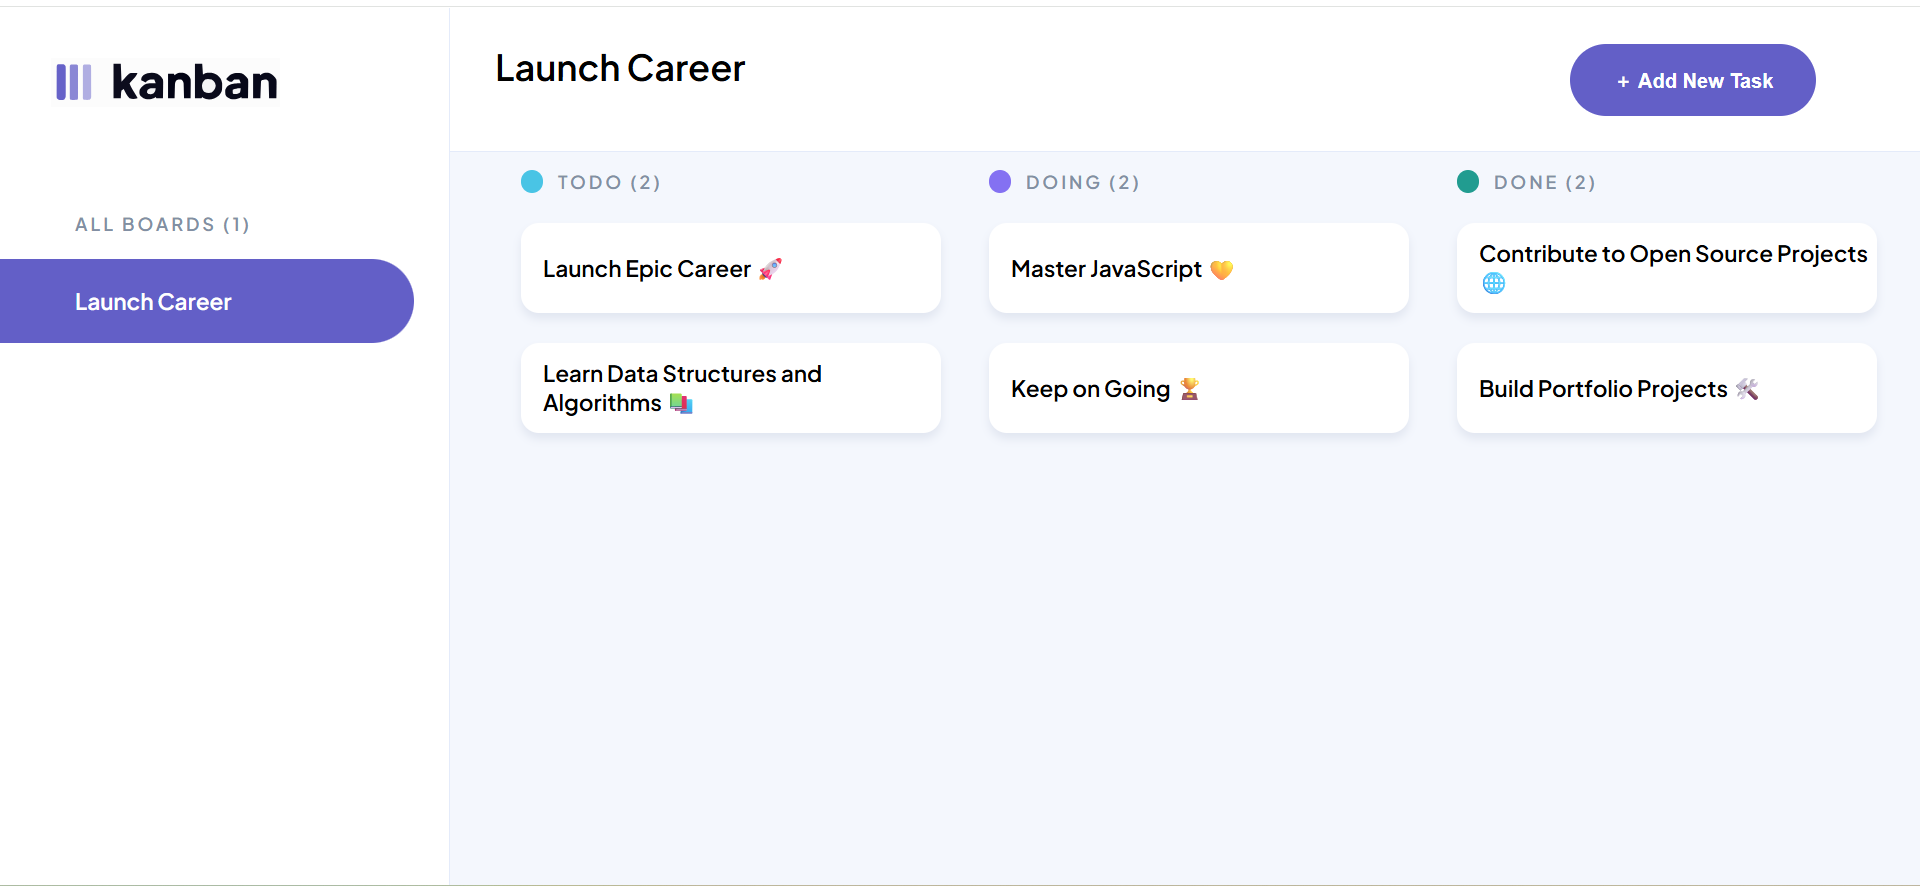 kanban
Launch Career
+ Add New Task
ALL BOARDS (1)
Launch Career
TODO (2)
Launch Epic Career 🚀
Learn Data Structures and
Algorithms 📚
DOING (2)
Master JavaScript 💛
Keep on Going 🏆
DONE (2)
Contribute to Open Source Projects
🌐
Build Portfolio Projects 🛠️